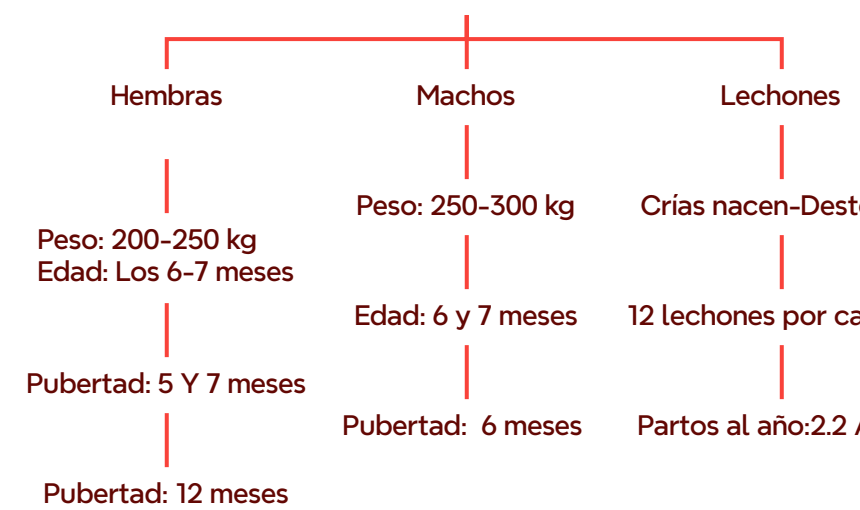 Hembras
Peso: 200-250 kg
Edad: Los 6-7 meses
Pubertad: 5 Y 7 meses
Pubertad: 12 meses
Machos
Peso: 250-300 kg
Edad: 6 y 7 meses
Pubertad: 6 meses
Lechones
Crías nacen-
12 lechones por
Partos al año:2.2